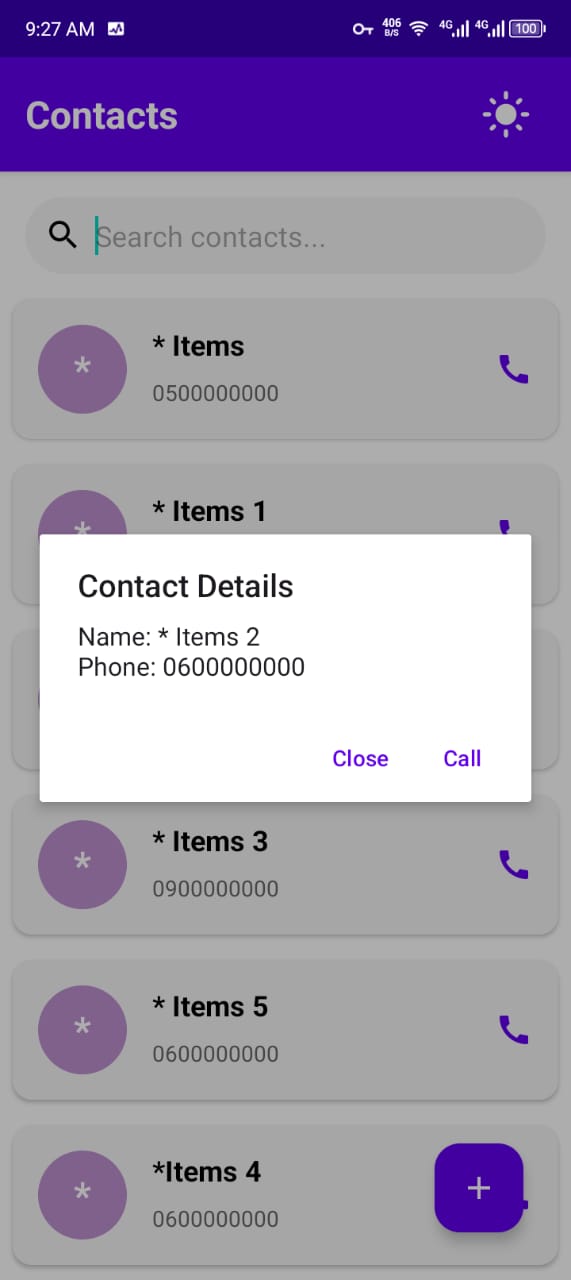 9:27 AM 406 B/S 4G 4G 100
Contacts
Search contacts...
* * Items
0500000000
* * Items 1
Contact Details
Name: * Items 2
Phone: 0600000000
Close Call
* * Items 3
0900000000
* * Items 5
0600000000
* *Items 4
0600000000
+